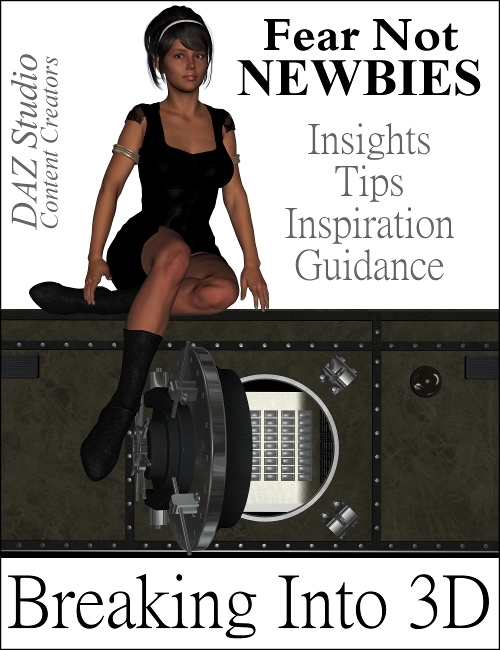 Fear Not
NEWBIES
DAZ Studio
Content Creators
Insights
Tips
Inspiration
Guidance
Breaking Into 3D